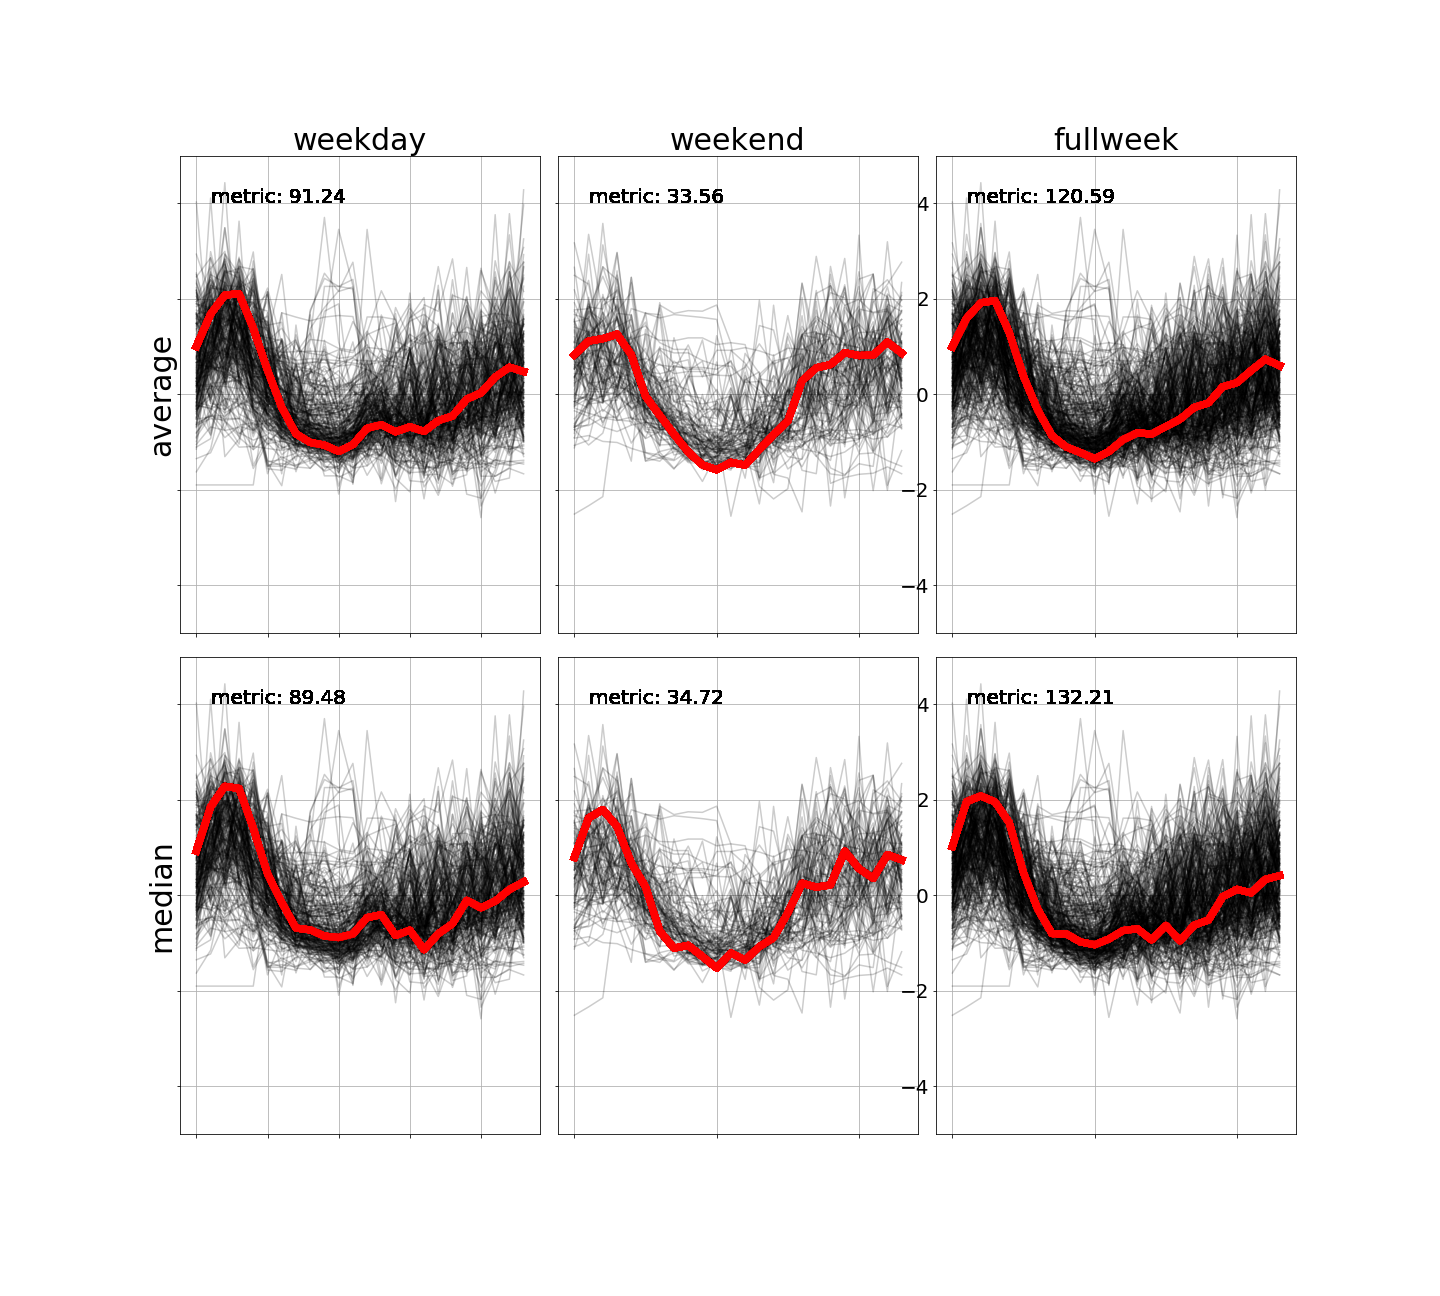 weekday
weekend
fullweek
average
metric: 91.24
metric: 33.56
metric: 120.59
4
2
0
−2
−4
median
metric: 89.48
metric: 34.72
metric: 132.21
4
2
0
−2
−4